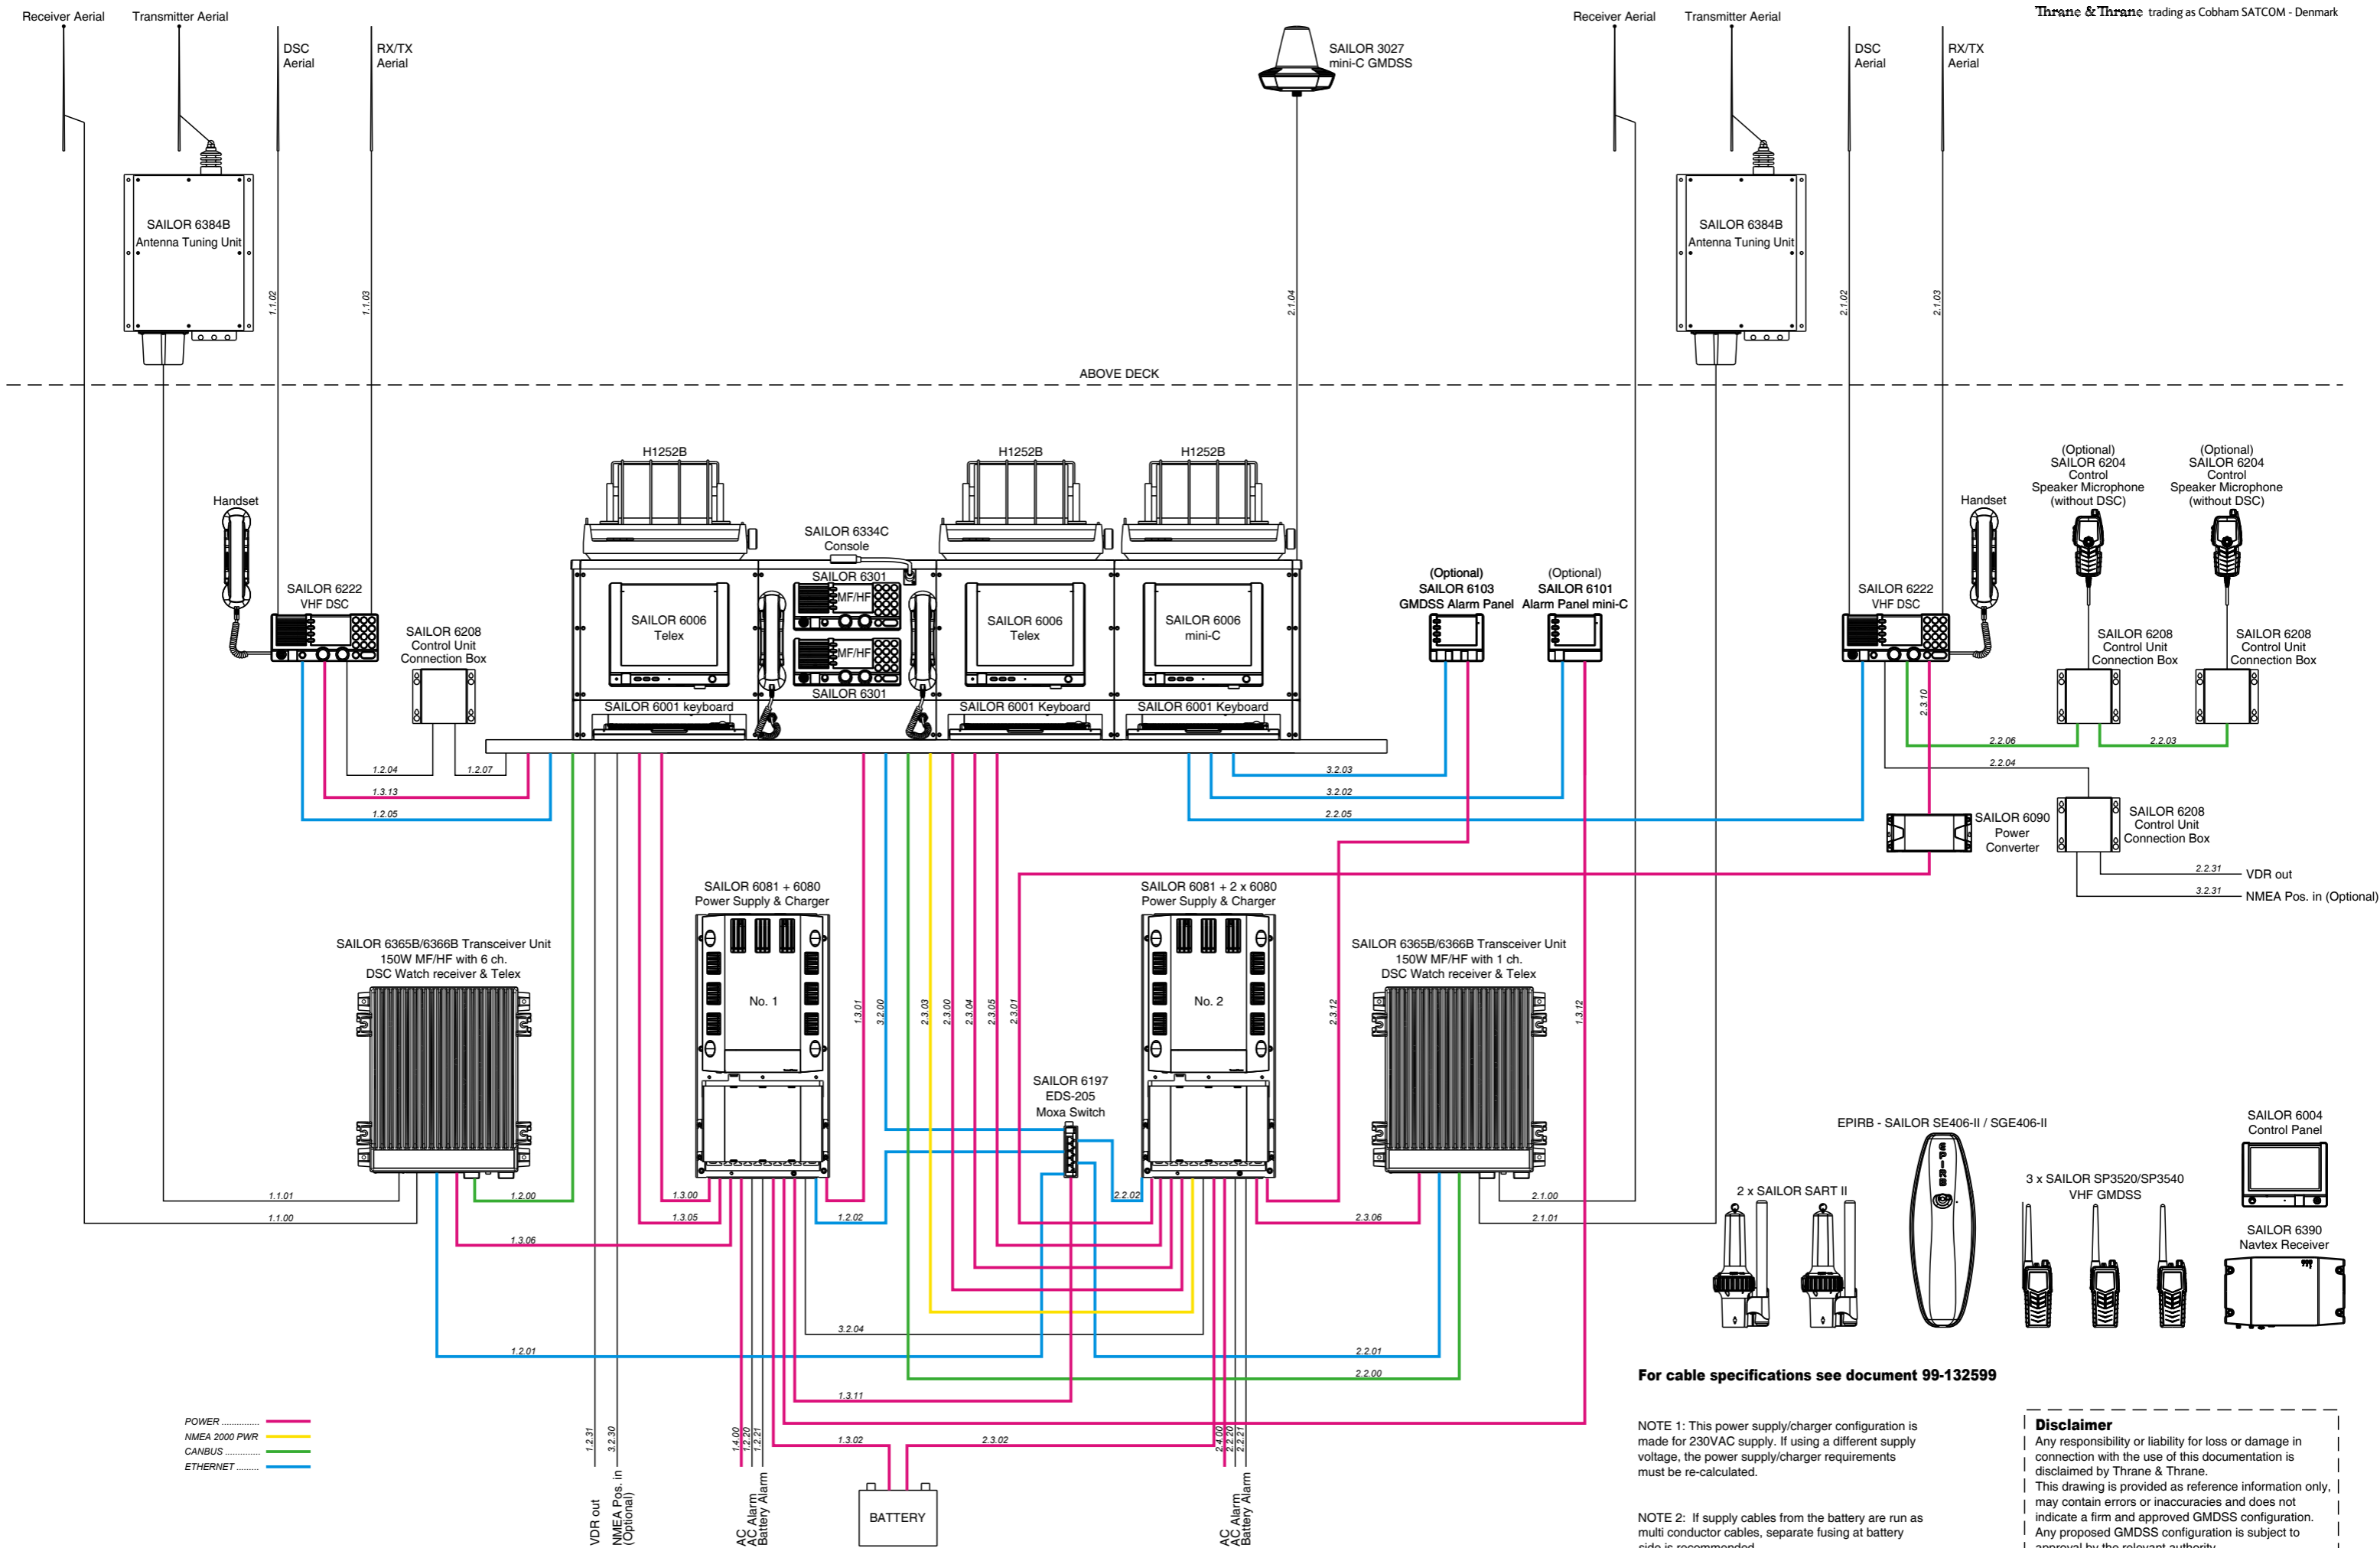 Receiver Aerial
Transmitter Aerial
DSC
Aerial
RX/TX
Aerial
SAILOR 3027
mini-C GMDSS
Receiver Aerial
Transmitter Aerial
DSC
Aerial
RX/TX
Aerial
Thrane & Thrane trading as Cobham SATCOM - Denmark
SAILOR 6384B
Antenna Tuning Unit
1.1.02
1.1.03
2.1.04
SAILOR 6384B
Antenna Tuning Unit
2.1.02
2.1.03
ABOVE DECK
Handset
SAILOR 6222
VHF DSC
SAILOR 6208
Control Unit
Connection Box
H1252B
SAILOR 6334C
Console
H1252B
H1252B
SAILOR 6006
Telex
SAILOR 6301
MF/HF
MF/HF
SAILOR 6301
SAILOR 6006
Telex
SAILOR 6006
mini-C
SAILOR 6001 keyboard
SAILOR 6001 Keyboard
SAILOR 6001 Keyboard
(Optional)
SAILOR 6103
GMDSS Alarm Panel
(Optional)
SAILOR 6101
Alarm Panel mini-C
SAILOR 6222
VHF DSC
Handset
(Optional)
SAILOR 6204
Control
Speaker Microphone
(without DSC)
(Optional)
SAILOR 6204
Control
Speaker Microphone
(without DSC)
SAILOR 6208
Control Unit
Connection Box
SAILOR 6208
Control Unit
Connection Box
2.3.10
2.2.06
2.2.03
2.2.04
1.2.04
1.2.07
1.3.13
1.2.05
3.2.03
3.2.02
2.2.05
SAILOR 6090
Power
Converter
SAILOR 6208
Control Unit
Connection Box
2.2.31
VDR out
3.2.31
NMEA Pos. in (Optional)
SAILOR 6365B/6366B Transceiver Unit
150W MF/HF with 6 ch.
DSC Watch receiver & Telex
SAILOR 6081 + 6080
Power Supply & Charger
No. 1
1.3.01
3.2.00
2.3.03
2.3.00
2.3.04
2.3.05
2.3.01
SAILOR 6081 + 2 x 6080
Power Supply & Charger
No. 2
2.3.12
SAILOR 6365B/6366B Transceiver Unit
150W MF/HF with 1 ch.
DSC Watch receiver & Telex
1.3.12
SAILOR 6197
EDS-205
Moxa Switch
1.1.01
1.1.00
1.2.00
1.3.00
1.3.05
1.3.06
1.2.02
2.2.02
2.3.06
2.1.00
2.1.01
3.2.04
1.2.01
2.2.01
2.2.00
1.3.11
1.3.02
2.3.02
EPIRB - SAILOR SE406-II / SGE406-II
EPIRB
2 x SAILOR SART II
3 x SAILOR SP3520/SP3540
VHF GMDSS
SAILOR 6004
Control Panel
SAILOR 6390
Navtex Receiver
POWER ...............
NMEA 2000 PWR
CANBUS ..............
ETHERNET .........
1.2.31
3.2.30
VDR out
NMEA Pos. in
(Optional)
1.4.00
1.2.20
1.2.21
AC
AC Alarm
Battery Alarm
BATTERY
2.4.00
2.2.20
2.2.21
AC
AC Alarm
Battery Alarm
For cable specifications see document 99-132599
NOTE 1: This power supply/charger configuration is
made for 230VAC supply. If using a different supply
voltage, the power supply/charger requirements
must be re-calculated.
NOTE 2: If supply cables from the battery are run as
multi conductor cables, separate fusing at battery
side is recommended
Disclaimer
Any responsibility or liability for loss or damage in
connection with the use of this documentation is
disclaimed by Thrane & Thrane.
This drawing is provided as reference information only,
may contain errors or inaccuracies and does not
indicate a firm and approved GMDSS configuration.
Any proposed GMDSS configuration is subject to
approval by the relevant authority